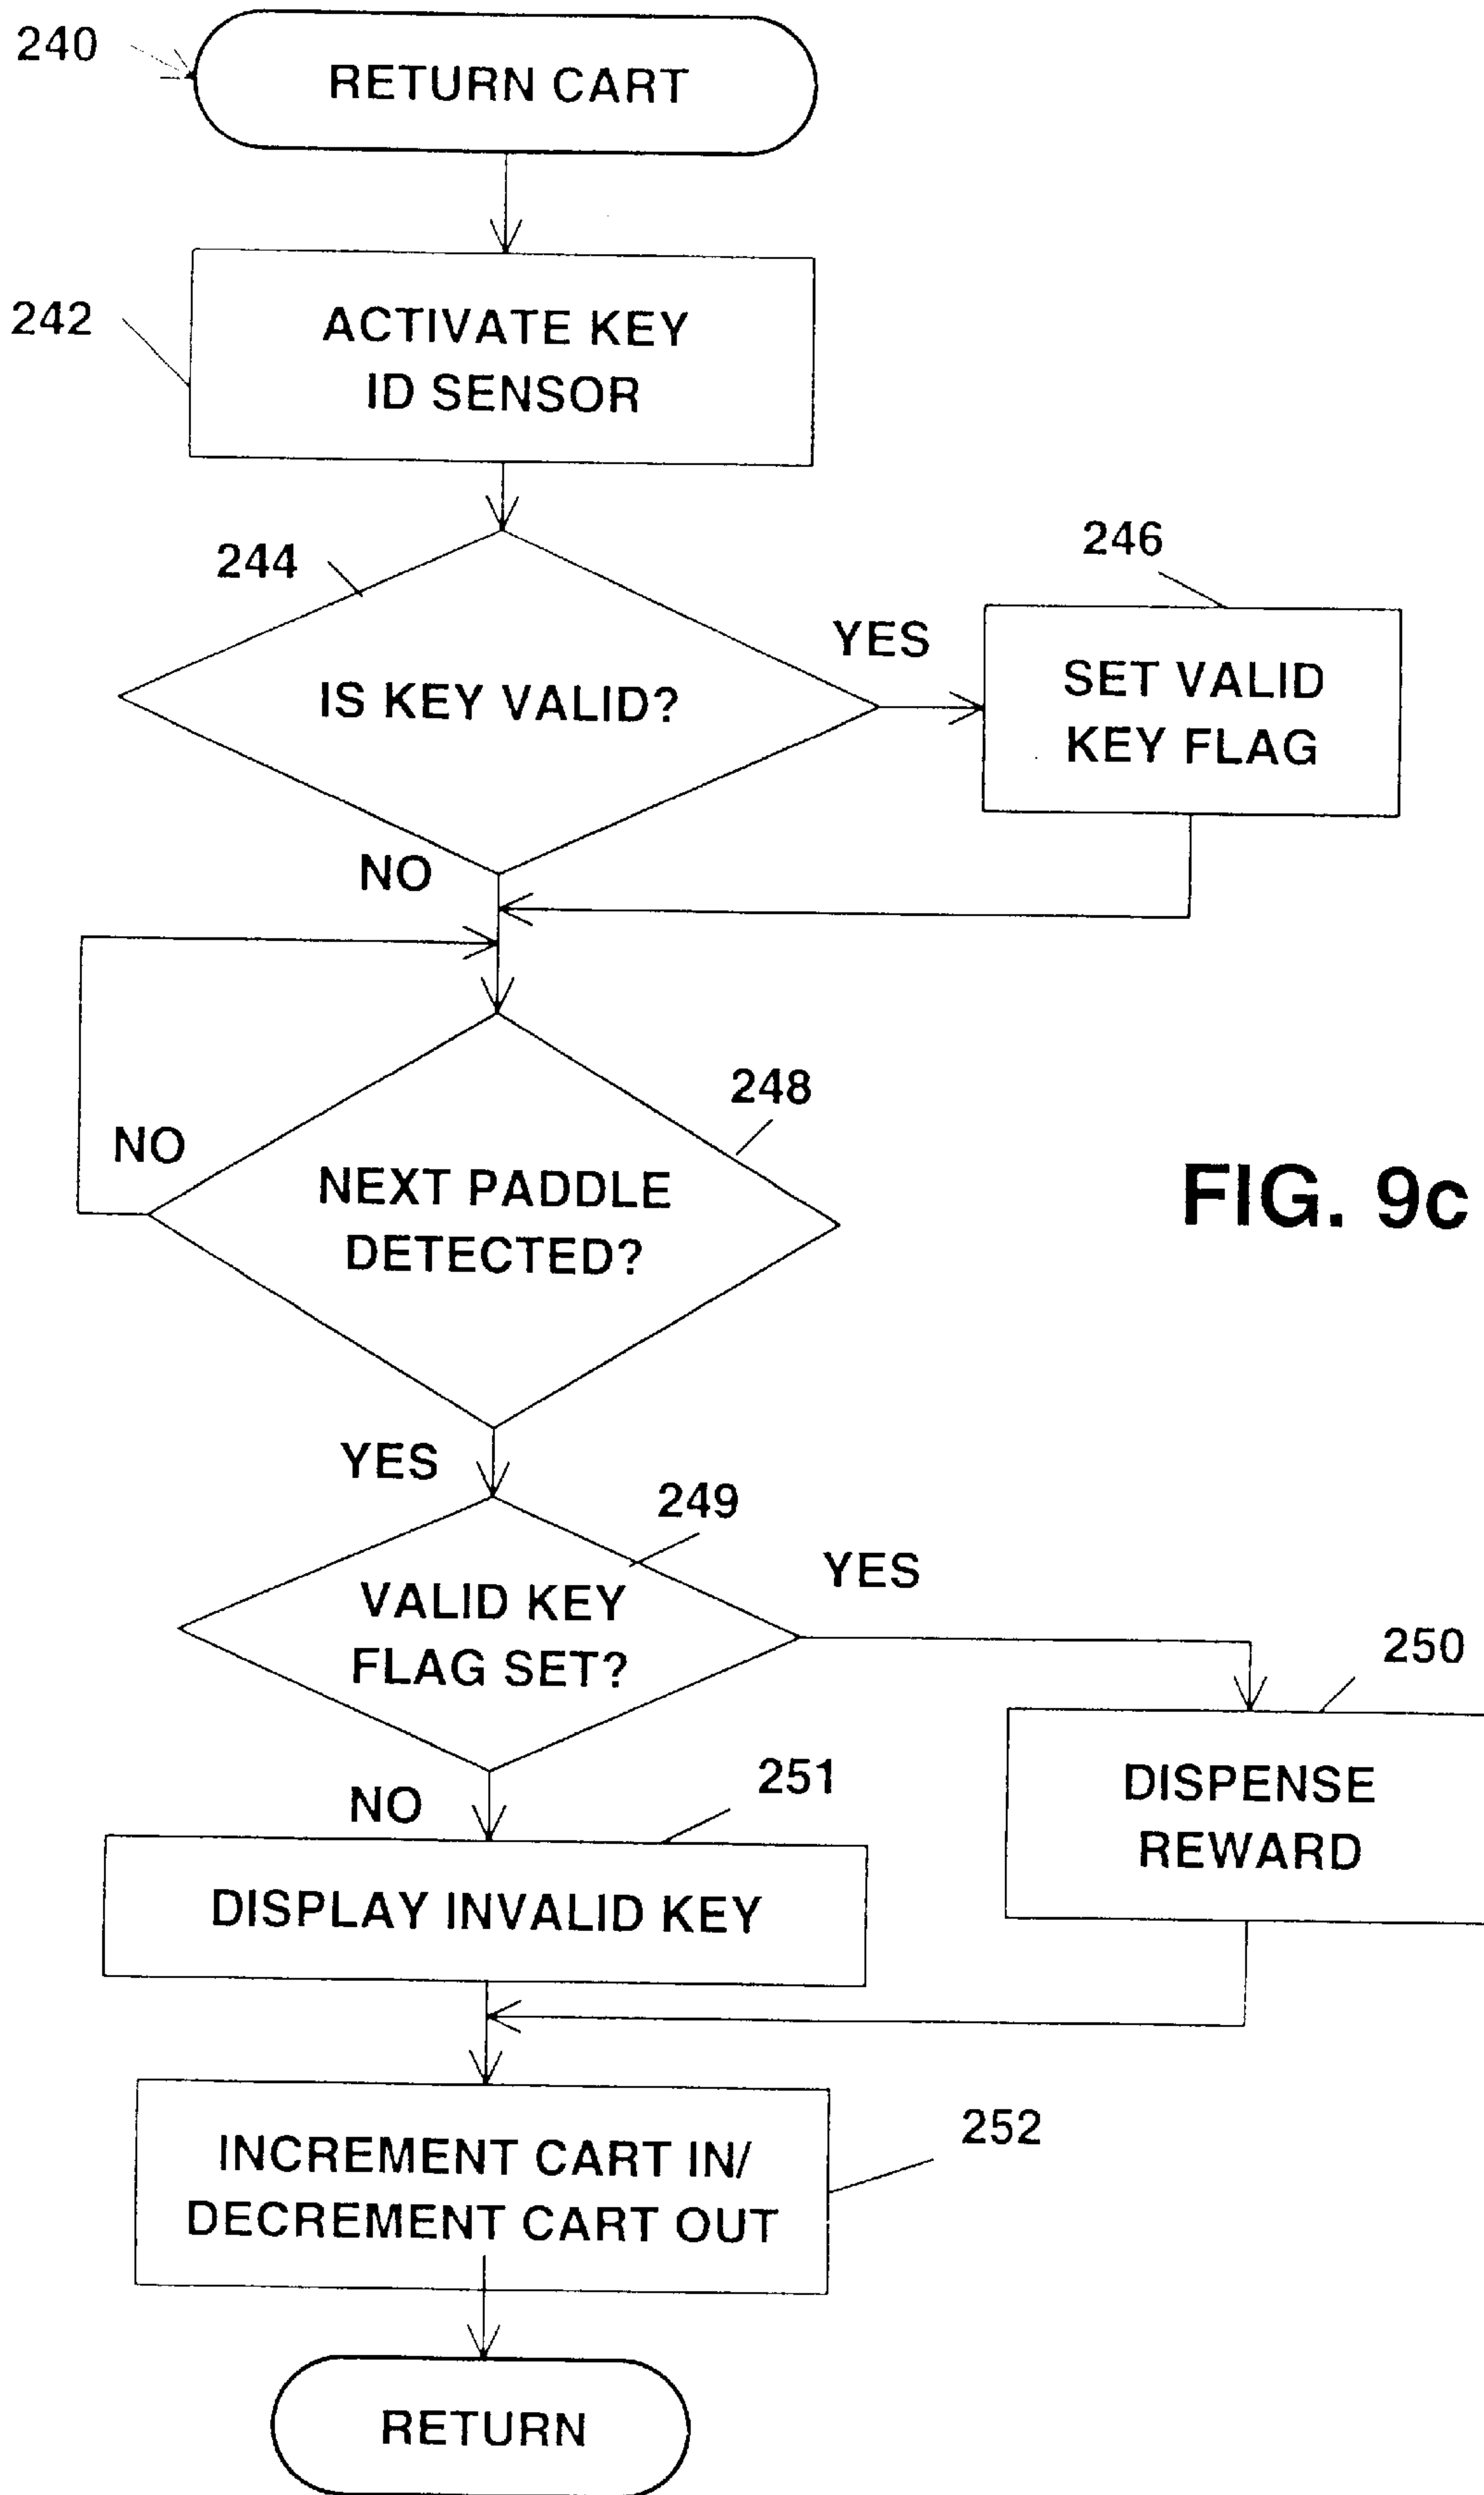 240
RETURN CART
242
ACTIVATE KEY
ID SENSOR
244
IS KEY VALID?
YES
246
SET VALID
KEY FLAG
NO
NO
248
NEXT PADDLE
DETECTED?
FIG. 9c
YES
249
VALID KEY
FLAG SET?
YES
250
DISPENSE
REWARD
NO
251
DISPLAY INVALID KEY
252
INCREMENT CART IN/
DECREMENT CART OUT
RETURN